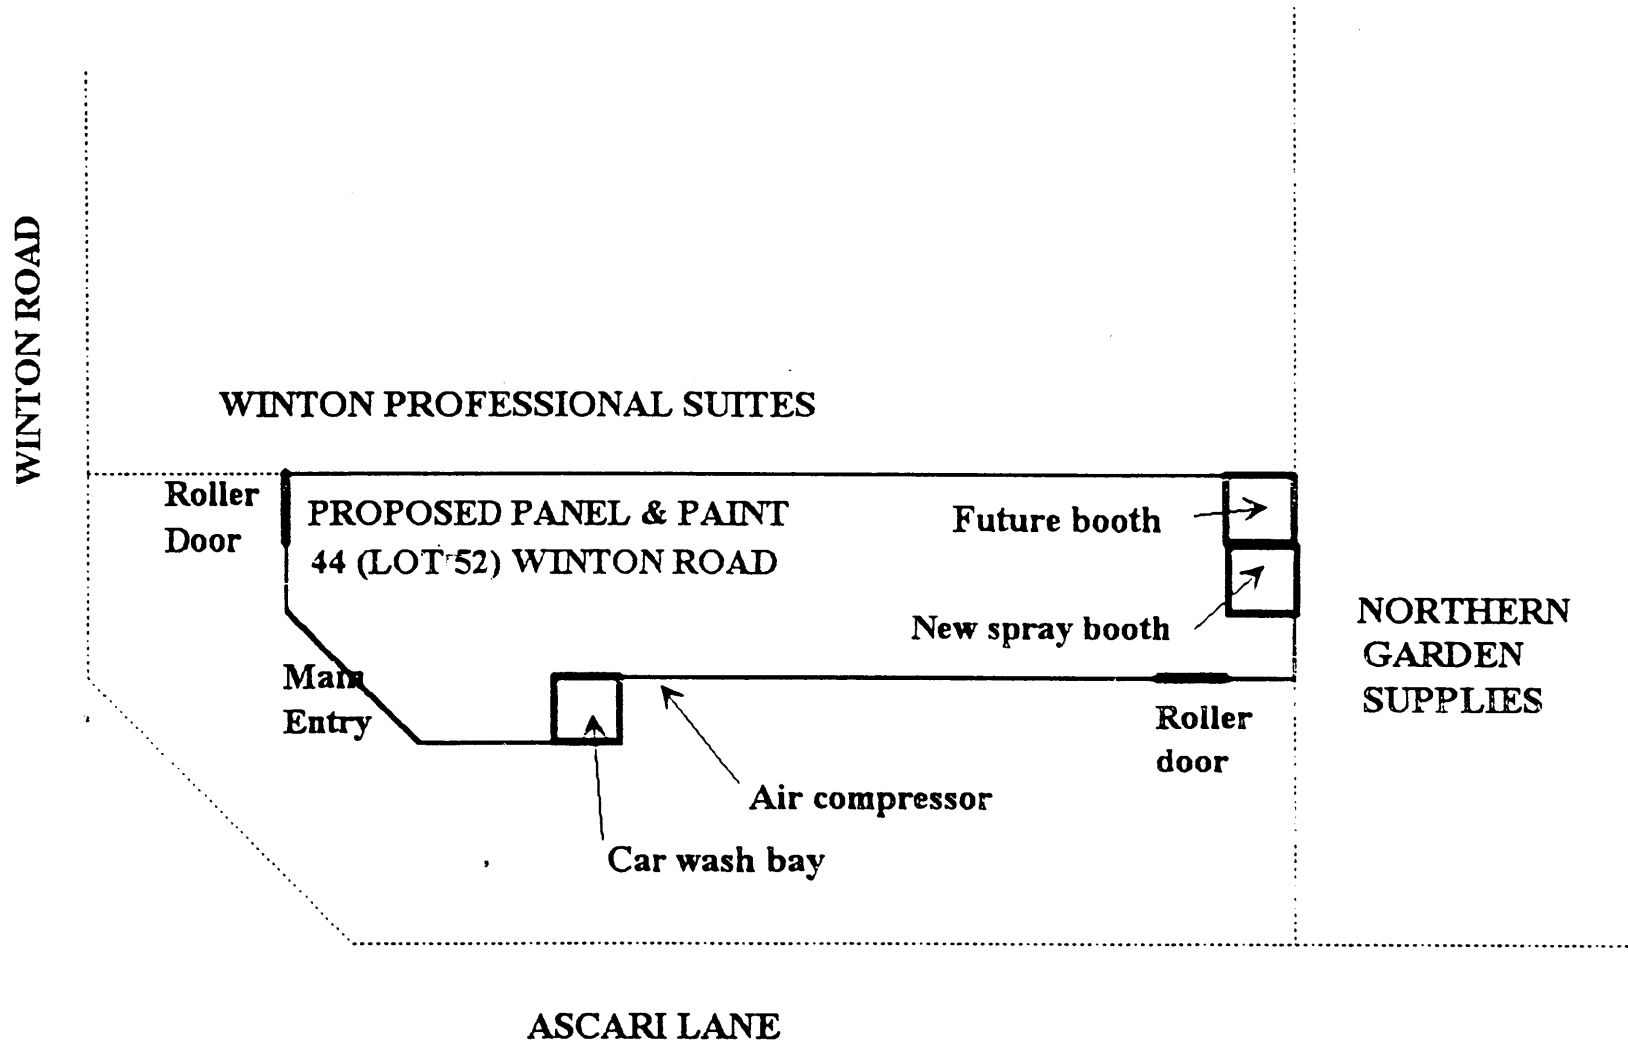 WINTON ROAD
WINTON PROFESSIONAL SUITES
Roller
Door
PROPOSED PANEL & PAINT
44 (LOT 52) WINTON ROAD
Future booth
New spray booth
NORTHERN
GARDEN
SUPPLIES
Main
Entry
Roller
door
Air compressor
Car wash bay
ASCARI LANE